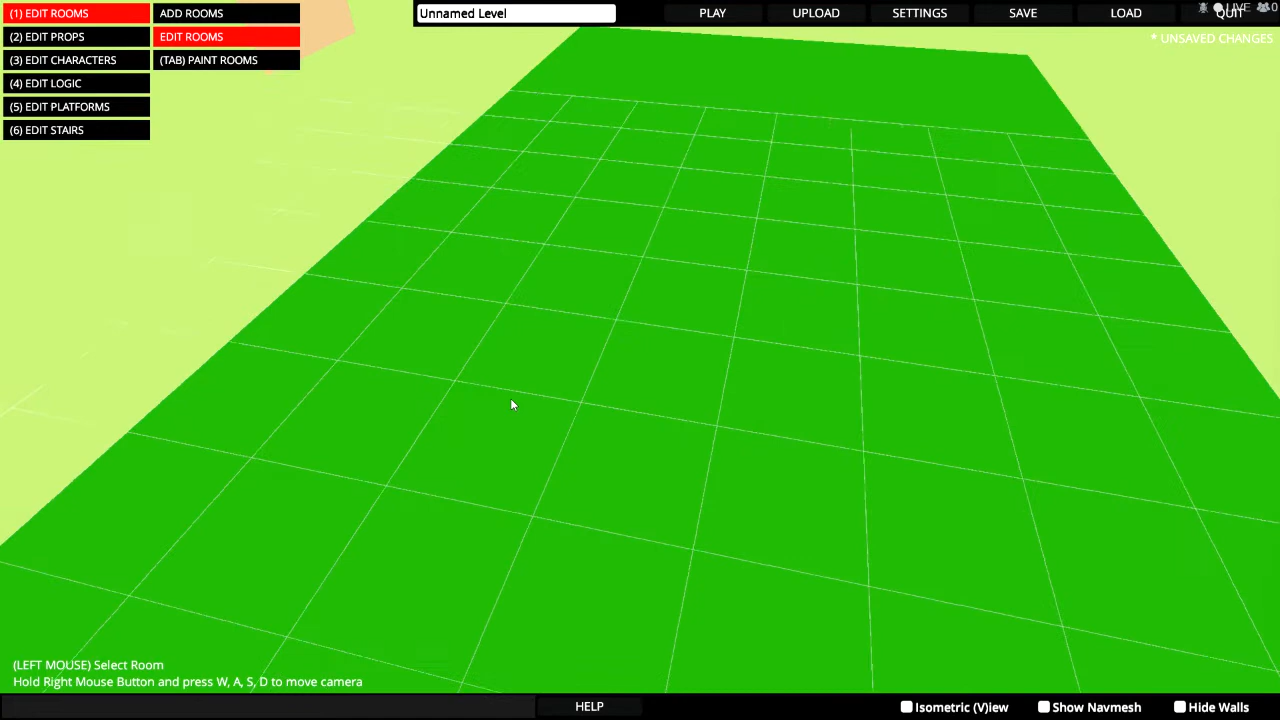 (1) EDIT ROOMS
ADD ROOMS
Unnamed Level
PLAY
UPLOAD
SETTINGS
SAVE
LOAD
QUIT
LIVE
0
(2) EDIT PROPS
EDIT ROOMS
* UNSAVED CHANGES
(3) EDIT CHARACTERS
(TAB) PAINT ROOMS
(4) EDIT LOGIC
(5) EDIT PLATFORMS
(6) EDIT STAIRS
(LEFT MOUSE) Select Room
Hold Right Mouse Button and press W, A, S, D to move camera
HELP
Isometric (V)iew
Show Navmesh
Hide Walls